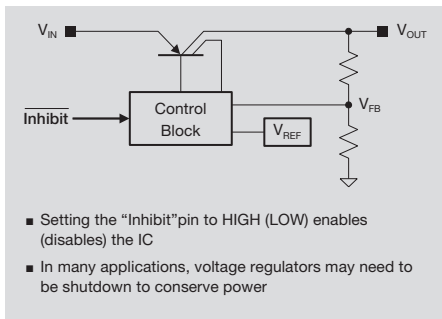 VIN
VOUT
Inhibit
Control
Block
VFB
VREF
■ Setting the “Inhibit”pin to HIGH (LOW) enables
(disables) the IC
■ In many applications, voltage regulators may need to
be shutdown to conserve power